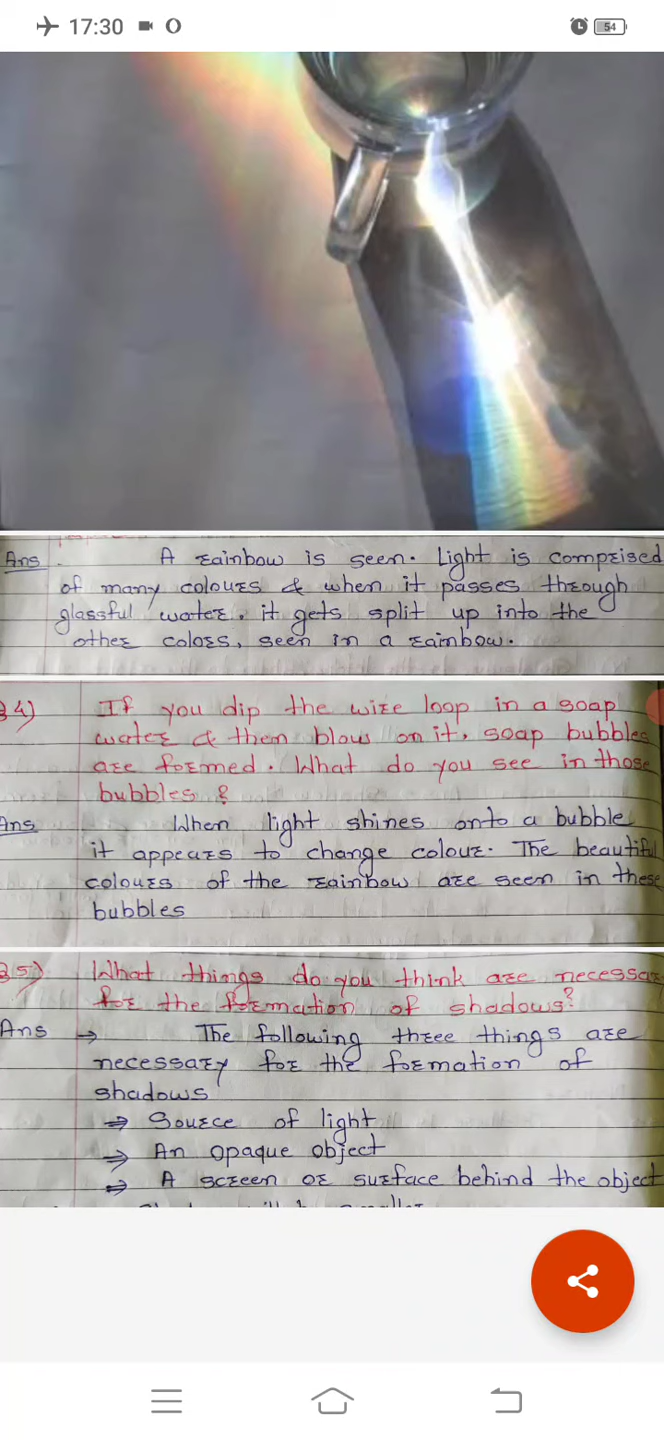 17:30
54
Ans. A rainbow is seen. Light is comprised
of many colours & when it passes through
glassful water, it gets split up into the
other colors, seen in a rainbow.
Q4) If you dip the wire loop in a soap
water & then blow on it, soap bubbles
are formed. What do you see in those
bubbles?
Ans When light shines onto a bubble
it appears to change colour. The beautiful
colours of the rainbow are seen in these
bubbles
Q5) What things do you think are necessar
for the formation of shadows?
Ans → The following three things are
necessary for the formation of
shadows
⇒ Source of light
⇒ An opaque object
⇒ A screen or surface behind the object